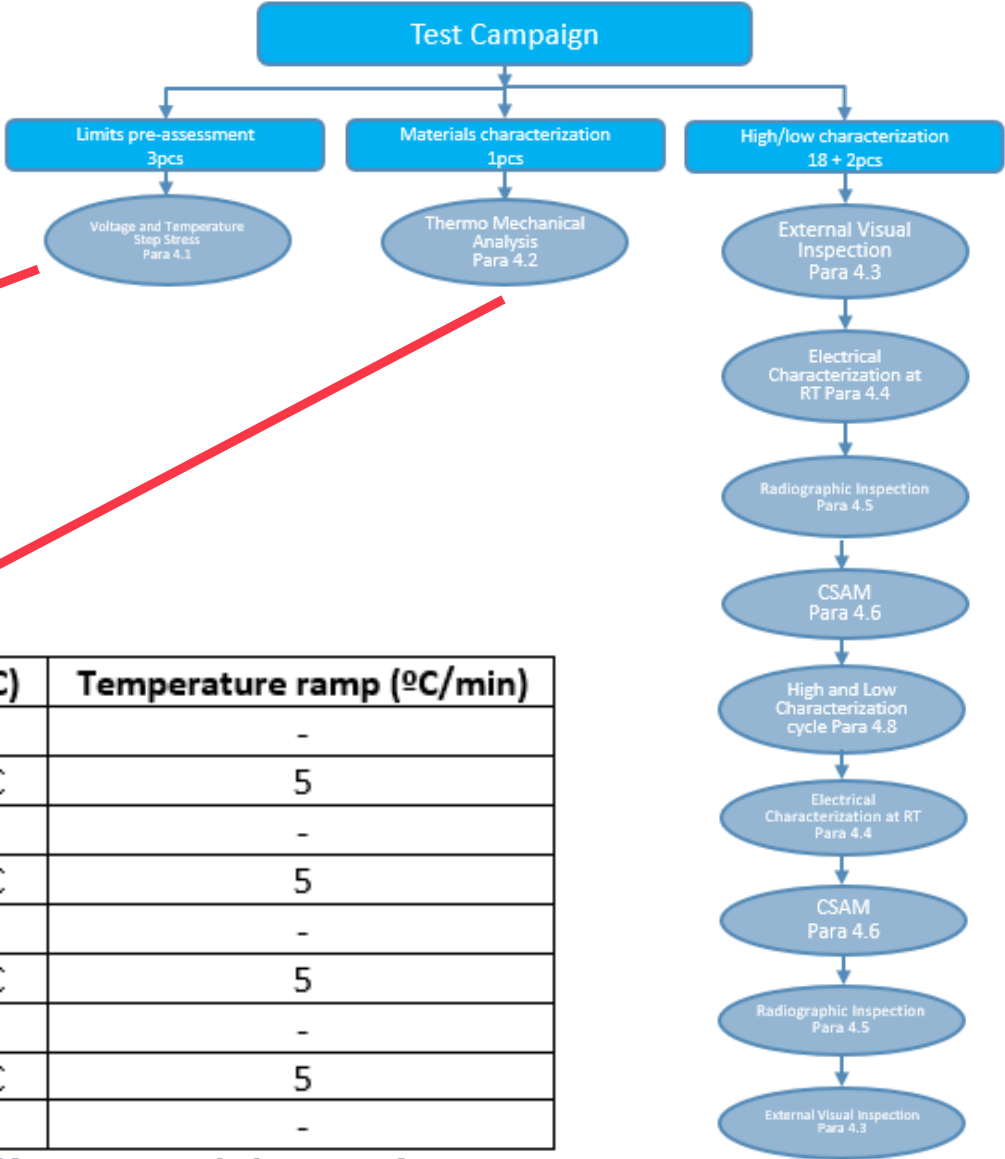 Test Campaign
Limits pre-assessment
3pcs
Materials characterization
1pcs
High/low characterization
18 + 2pcs
Voltage and Temperature
Step Stress
Para 4.1
Thermo Mechanical
Analysis
Para 4.2
External Visual
Inspection
Para 4.3
Electrical
Characterization at
RT Para 4.4
Radiographic Inspection
Para 4.5
CSAM
Para 4.6
High and Low
Characterization
cycle Para 4.8
Electrical
Characterization at RT
Para 4.4
CSAM
Para 4.6
Radiographic Inspection
Para 4.5
External Visual Inspection
Para 4.3
C) Temperature ramp (ºC/min)
-
C 5
-
C 5
-
C 5
-
C 5
-